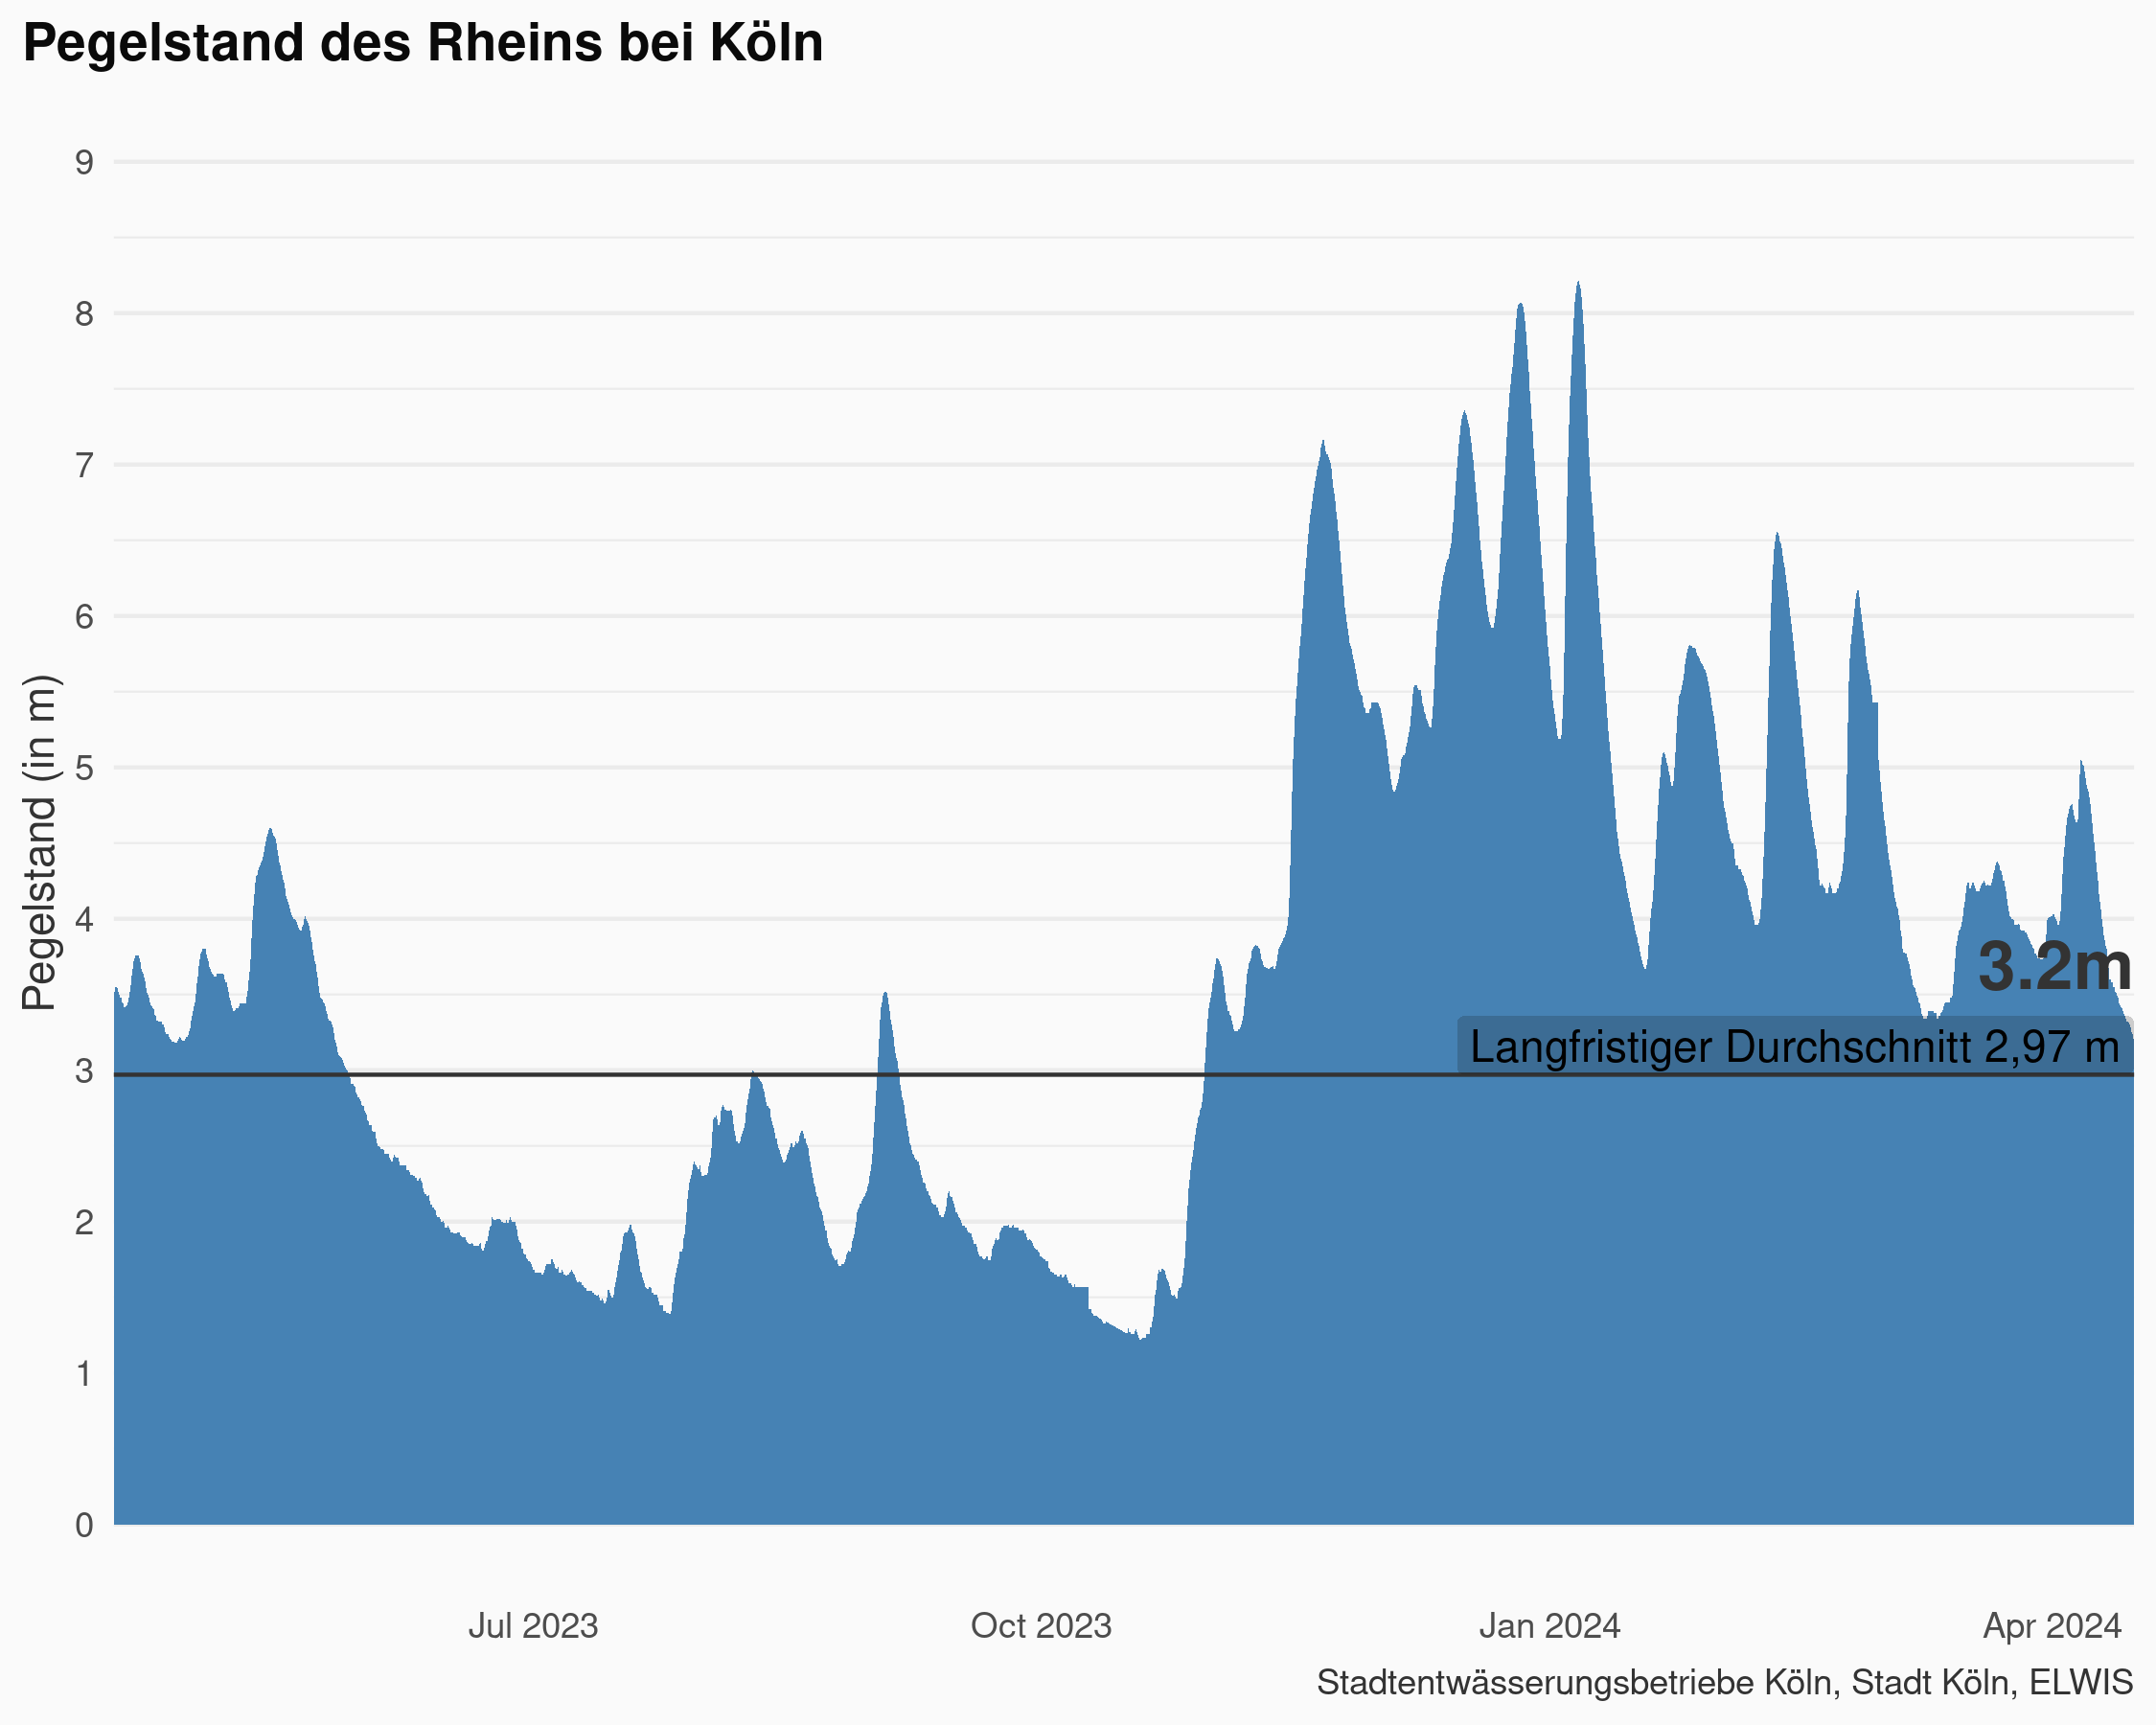 Pegelstand des Rheins bei Köln
Pegelstand (in m)
9
8
7
6
5
4
3
2
1
0
3.2m
Langfristiger Durchschnitt 2,97 m
Jul 2023
Oct 2023
Jan 2024
Apr 2024
Stadtentwässerungsbetriebe Köln, Stadt Köln, ELWIS